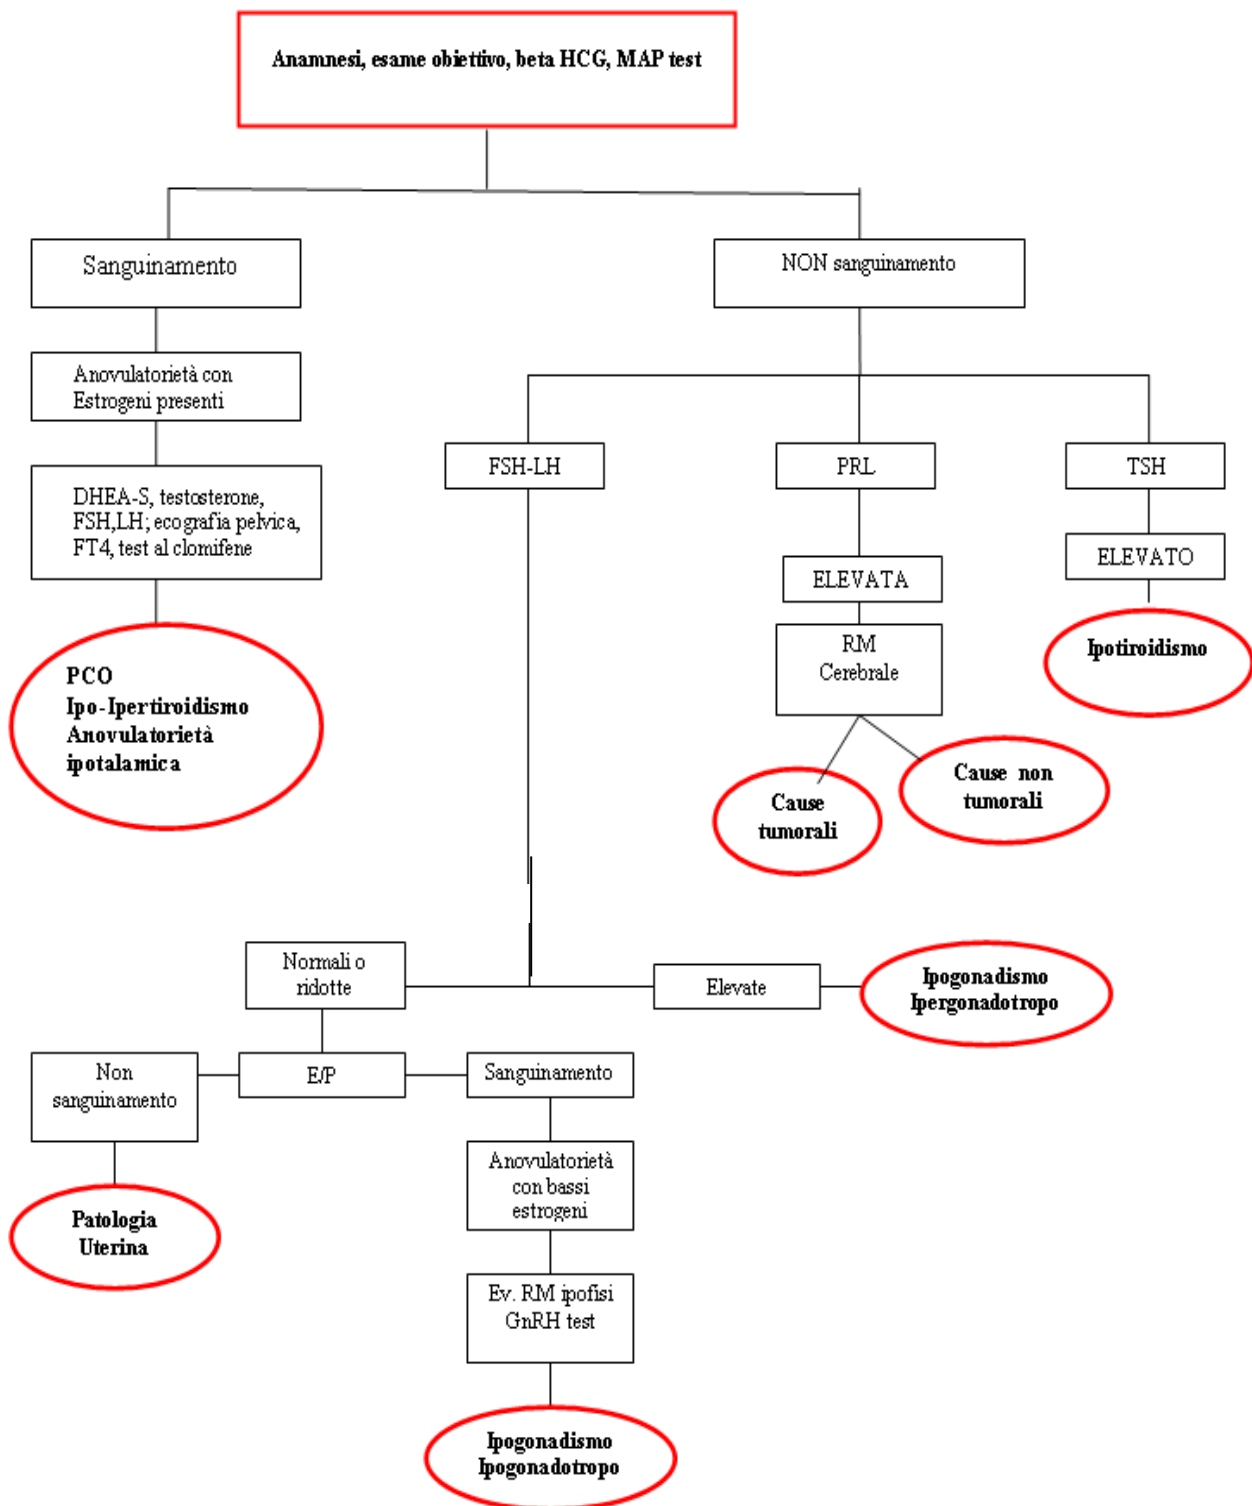 Anamnesi, esame obiettivo, beta HCG, MAP test
Sanguinamento
NON sanguinamento
Anovulatorietà con
Estrogeni presenti
FSH-LH
PRL
TSH
DHEA-S, testosterone,
FSH,LH; ecografia pelvica,
FT4, test al clomifene
ELEVATA
ELEVATO
RM
Cerebrale
Ipotiroidismo
PCO
Ipo-Ipertiroidismo
Anovulatorietà
ipotalamica
Cause
tumorali
Cause non
tumorali
Normali o
ridotte
Elevate
Ipogonadismo
Ipergonadotropo
Non
sanguinamento
E/P
Sanguinamento
Anovulatorietà
con bassi
estrogeni
Patologia
Uterina
Ev. RM ipofisi
GnRH test
Ipogonadismo
Ipogonadotropo